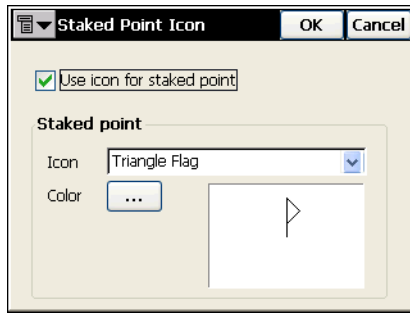 Staked Point Icon OK Cancel
Use icon for staked point
Staked point
Icon Triangle Flag
Color ...